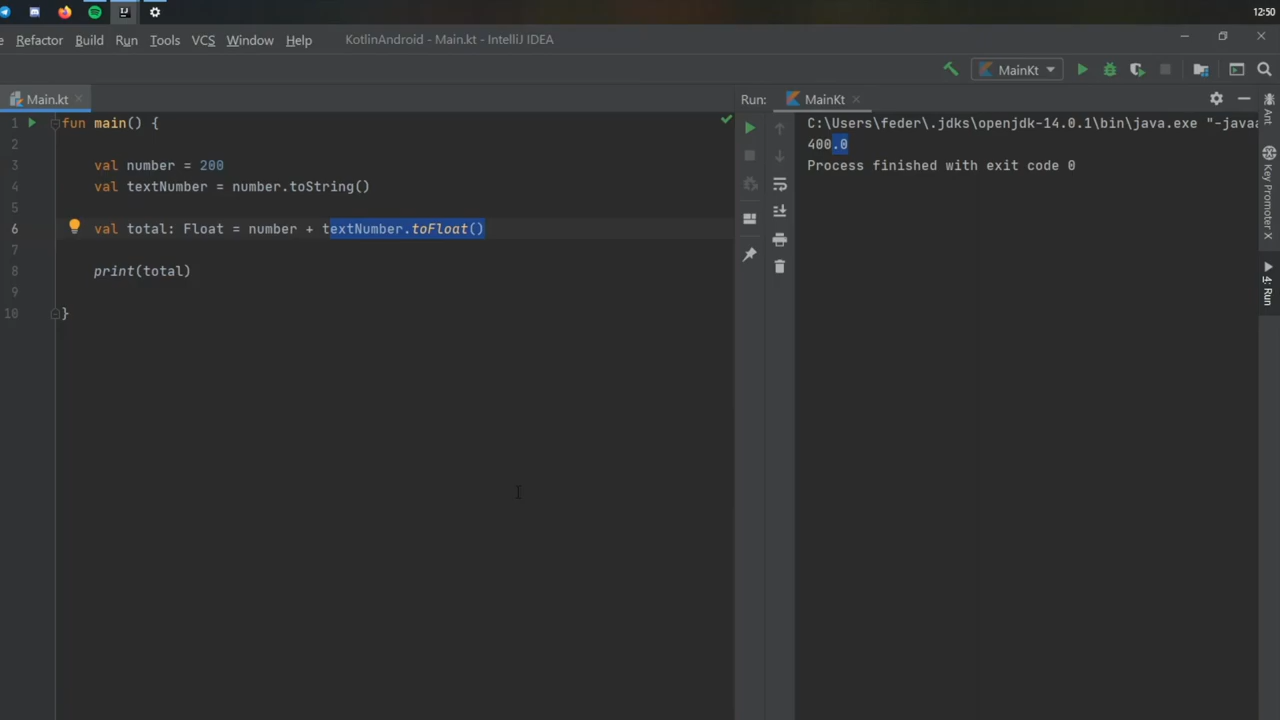 12:50
e Refactor Build Run Tools VCS Window Help KotlinAndroid - Main.kt - IntelliJ IDEA
MainKt
Main.kt
Run: MainKt
1 fun main() {
2
3 val number = 200
4 val textNumber = number.toString()
5
6 val total: Float = number + textNumber.toFloat()
7
8 print(total)
9
10 }
C:\Users\feder\.jdks\openjdk-14.0.1\bin\java.exe "-javaa
400.0
Process finished with exit code 0
Ant
Key Promoter X
4: Run